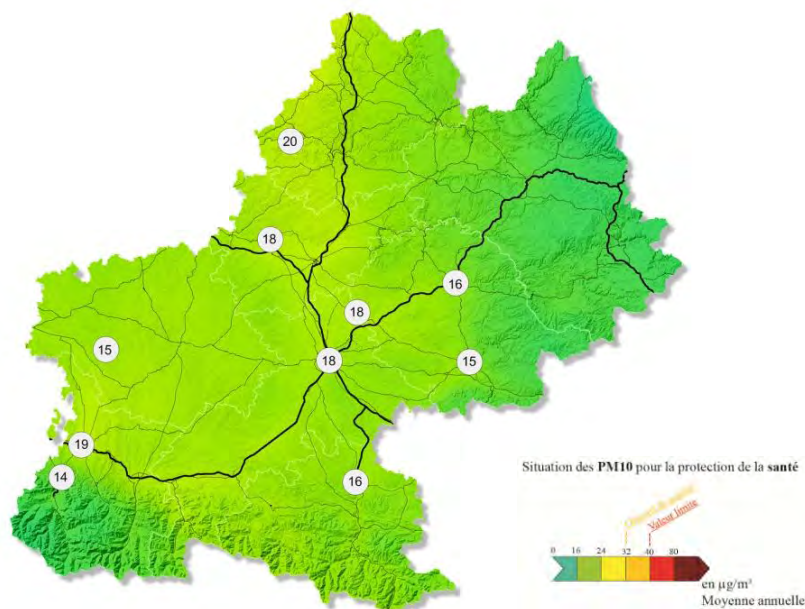 20
18
16
18
15
18
15
19
14
16
Situation des PM10 pour la protection de la santé
Valeur limite
0 16 24 32 40 80
en µg/m³
Moyenne annuelle